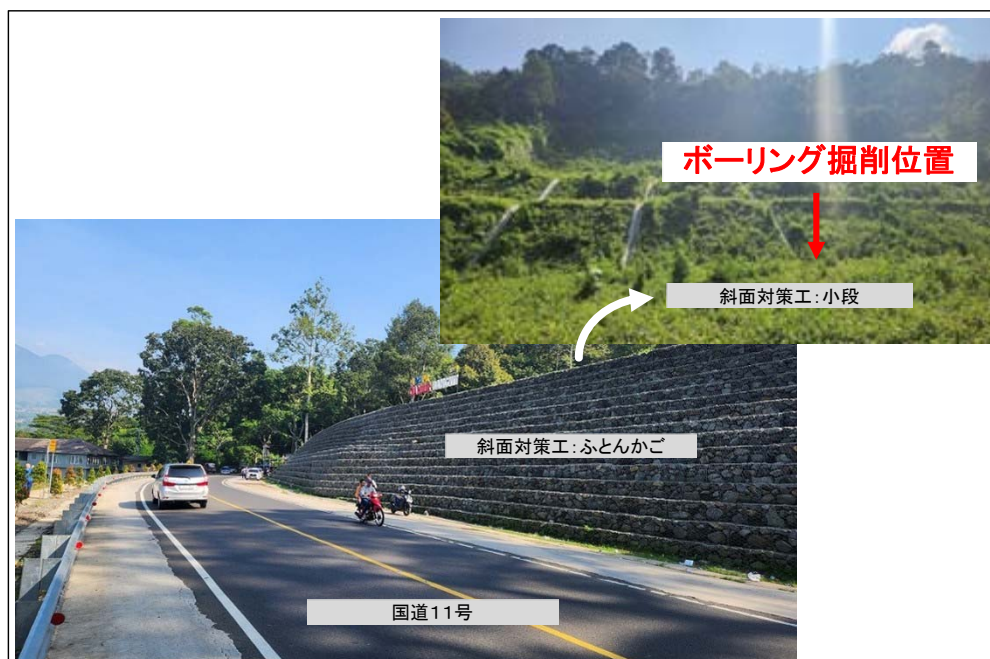 ボーリング掘削位置
斜面対策工：小段
斜面対策工：ふとんかご
国道１１号